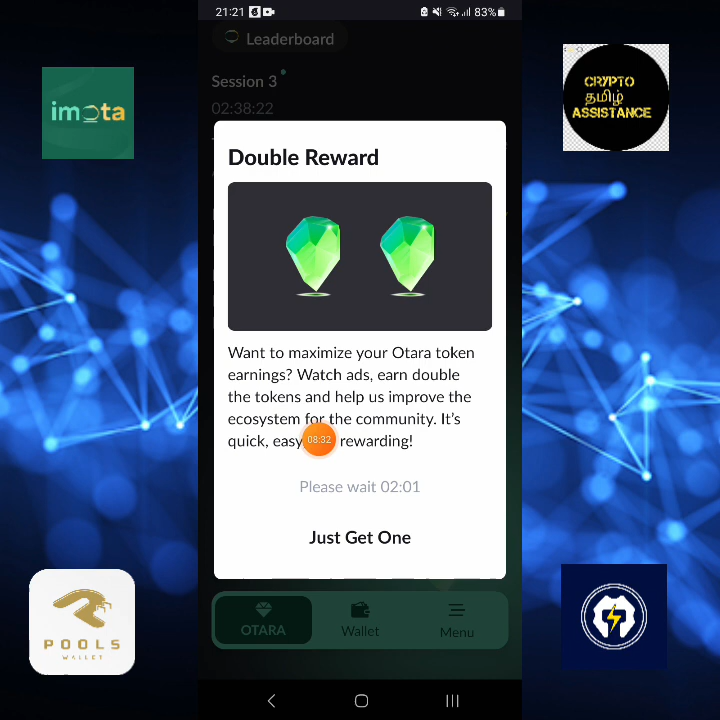 21:21
83%
Leaderboard
Session 3
02:38:22
imota
CRYPTO
தமிழ்
ASSISTANCE
Double Reward
Want to maximize your Otara token
earnings? Watch ads, earn double
the tokens and help us improve the
ecosystem for the community. It's
quick, easy rewarding!
08:32
Please wait 02:01
Just Get One
OTARA
Wallet
Menu
POOLS
WALLET